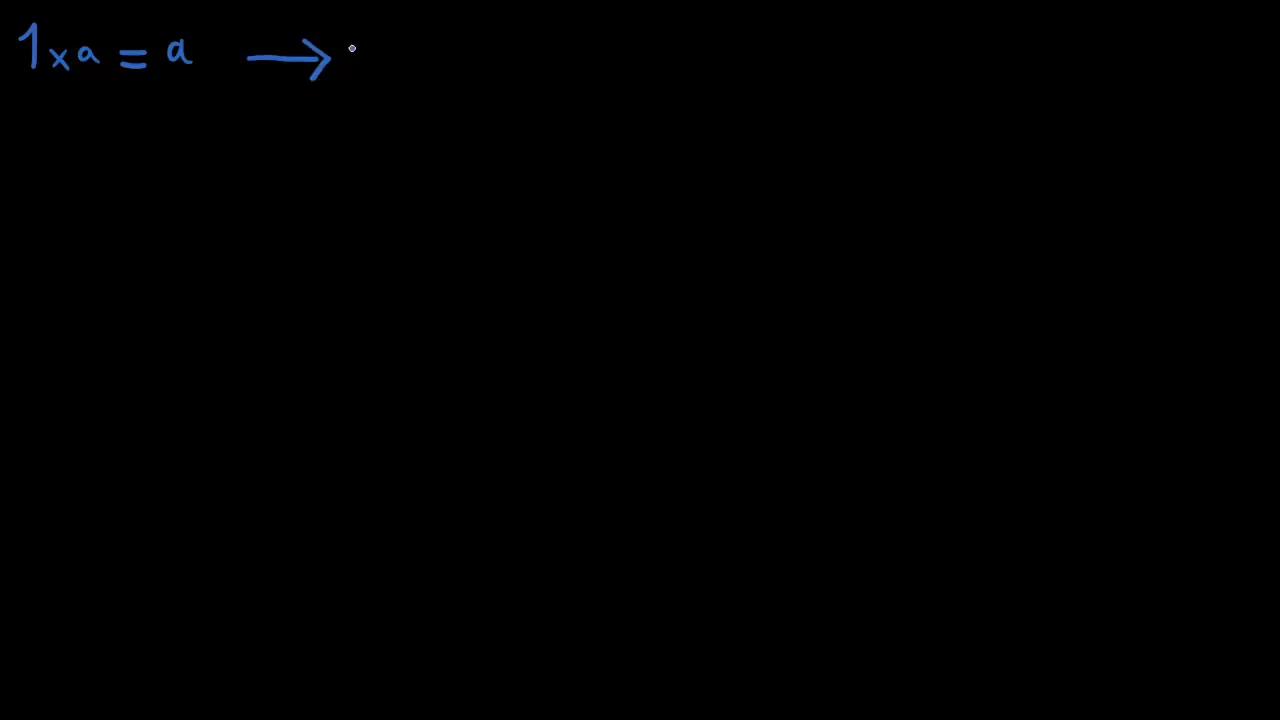 1 × a = a →